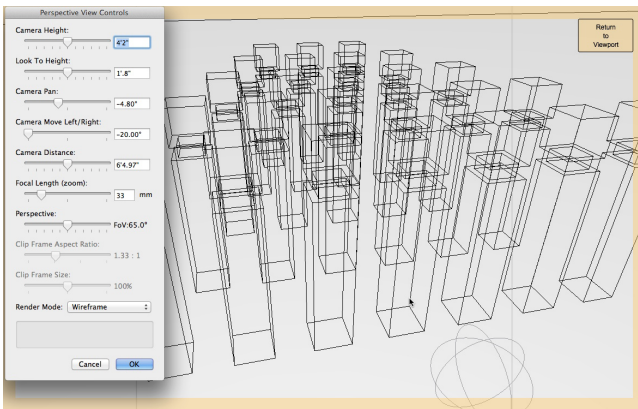 Perspective View Controls
Camera Height:
4'2"
Look To Height:
1'.8"
Camera Pan:
-4.80°
Camera Move Left/Right:
-20.00"
Camera Distance:
6'4.97"
Focal Length (zoom):
33 mm
Perspective:
FoV:65.0°
Clip Frame Aspect Ratio:
1.33 : 1
Clip Frame Size:
100%
Render Mode: Wireframe
Cancel OK
Return
to
Viewport